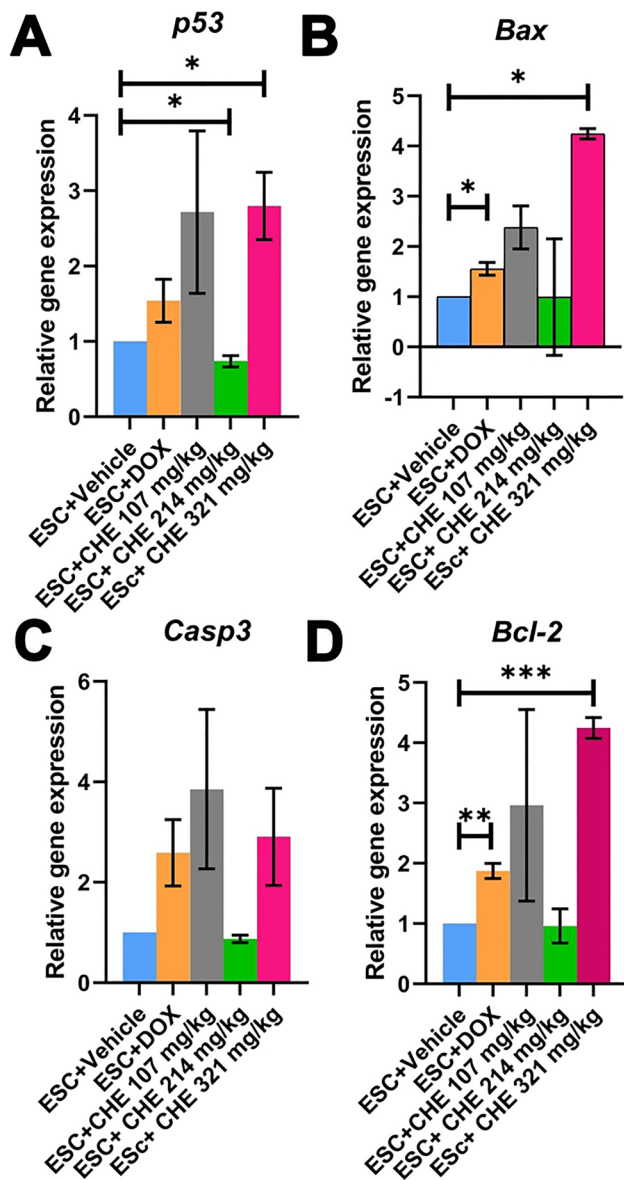 A
p53
*
*
Relative gene expression
4
3
2
1
0
ESC+Vehicle
ESC+DOX
ESC+CHE 107 mg/kg
ESC+ CHE 214 mg/kg
ESc+ CHE 321 mg/kg
B
Bax
*
*
Relative gene expression
5
4
3
2
1
0
-1
ESC+Vehicle
ESC+DOX
ESC+CHE 107 mg/kg
ESC+ CHE 214 mg/kg
ESc+ CHE 321 mg/kg
C
Casp3
Relative gene expression
6
4
2
0
ESC+Vehicle
ESC+DOX
ESC+CHE 107 mg/kg
ESC+ CHE 214 mg/kg
ESc+ CHE 321 mg/kg
D
Bcl-2
***
**
Relative gene expression
5
4
3
2
1
0
ESC+Vehicle
ESC+DOX
ESC+CHE 107 mg/kg
ESC+ CHE 214 mg/kg
ESc+ CHE 321 mg/kg